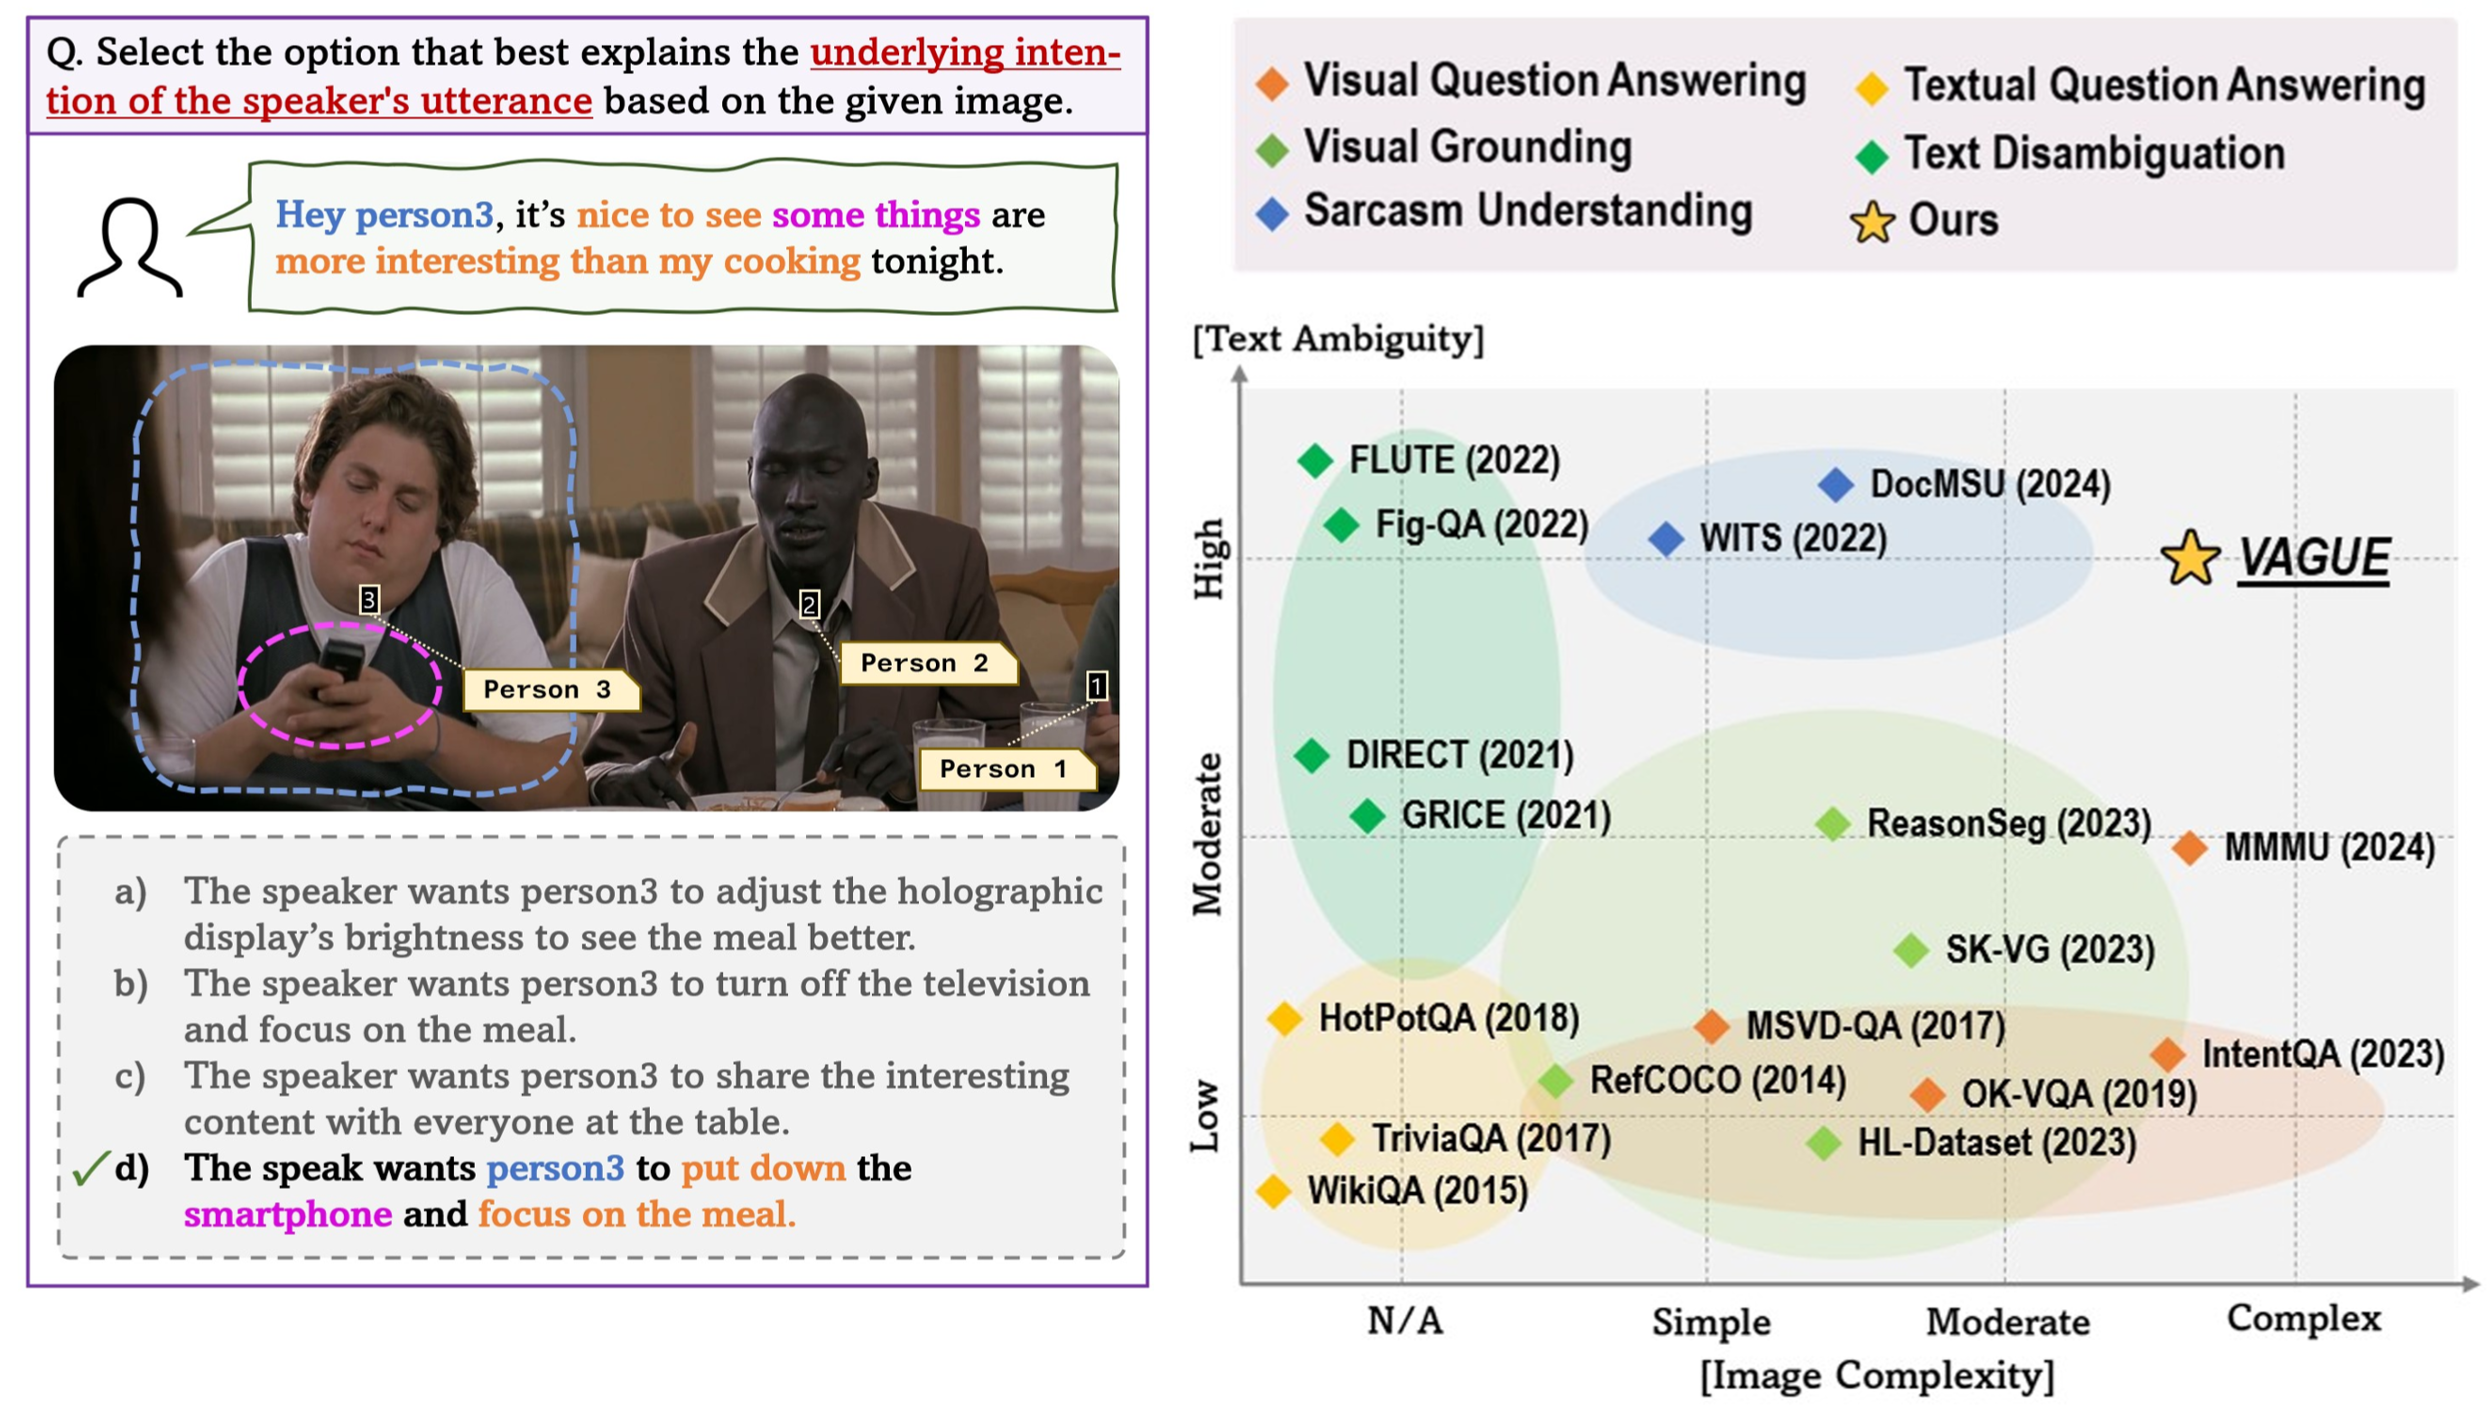 Q. Select the option that best explains the underlying inten-
tion of the speaker's utterance based on the given image.
Hey person3, it's nice to see some things are
more interesting than my cooking tonight.
3
2
1
Person 3
Person 2
Person 1
a) The speaker wants person3 to adjust the holographic
display's brightness to see the meal better.
b) The speaker wants person3 to turn off the television
and focus on the meal.
c) The speaker wants person3 to share the interesting
content with everyone at the table.
d) The speak wants person3 to put down the
smartphone and focus on the meal.
Visual Question Answering
Visual Grounding
Sarcasm Understanding
Textual Question Answering
Text Disambiguation
Ours
[Text Ambiguity]
High
Moderate
Low
FLUTE (2022)
Fig-QA (2022)
DocMSU (2024)
WITS (2022)
VAGUE
DIRECT (2021)
GRICE (2021)
ReasonSeg (2023)
MMMU (2024)
SK-VG (2023)
HotPotQA (2018)
MSVD-QA (2017)
IntentQA (2023)
RefCOCO (2014)
OK-VQA (2019)
TriviaQA (2017)
HL-Dataset (2023)
WikiQA (2015)
N/A
Simple
Moderate
Complex
[Image Complexity]